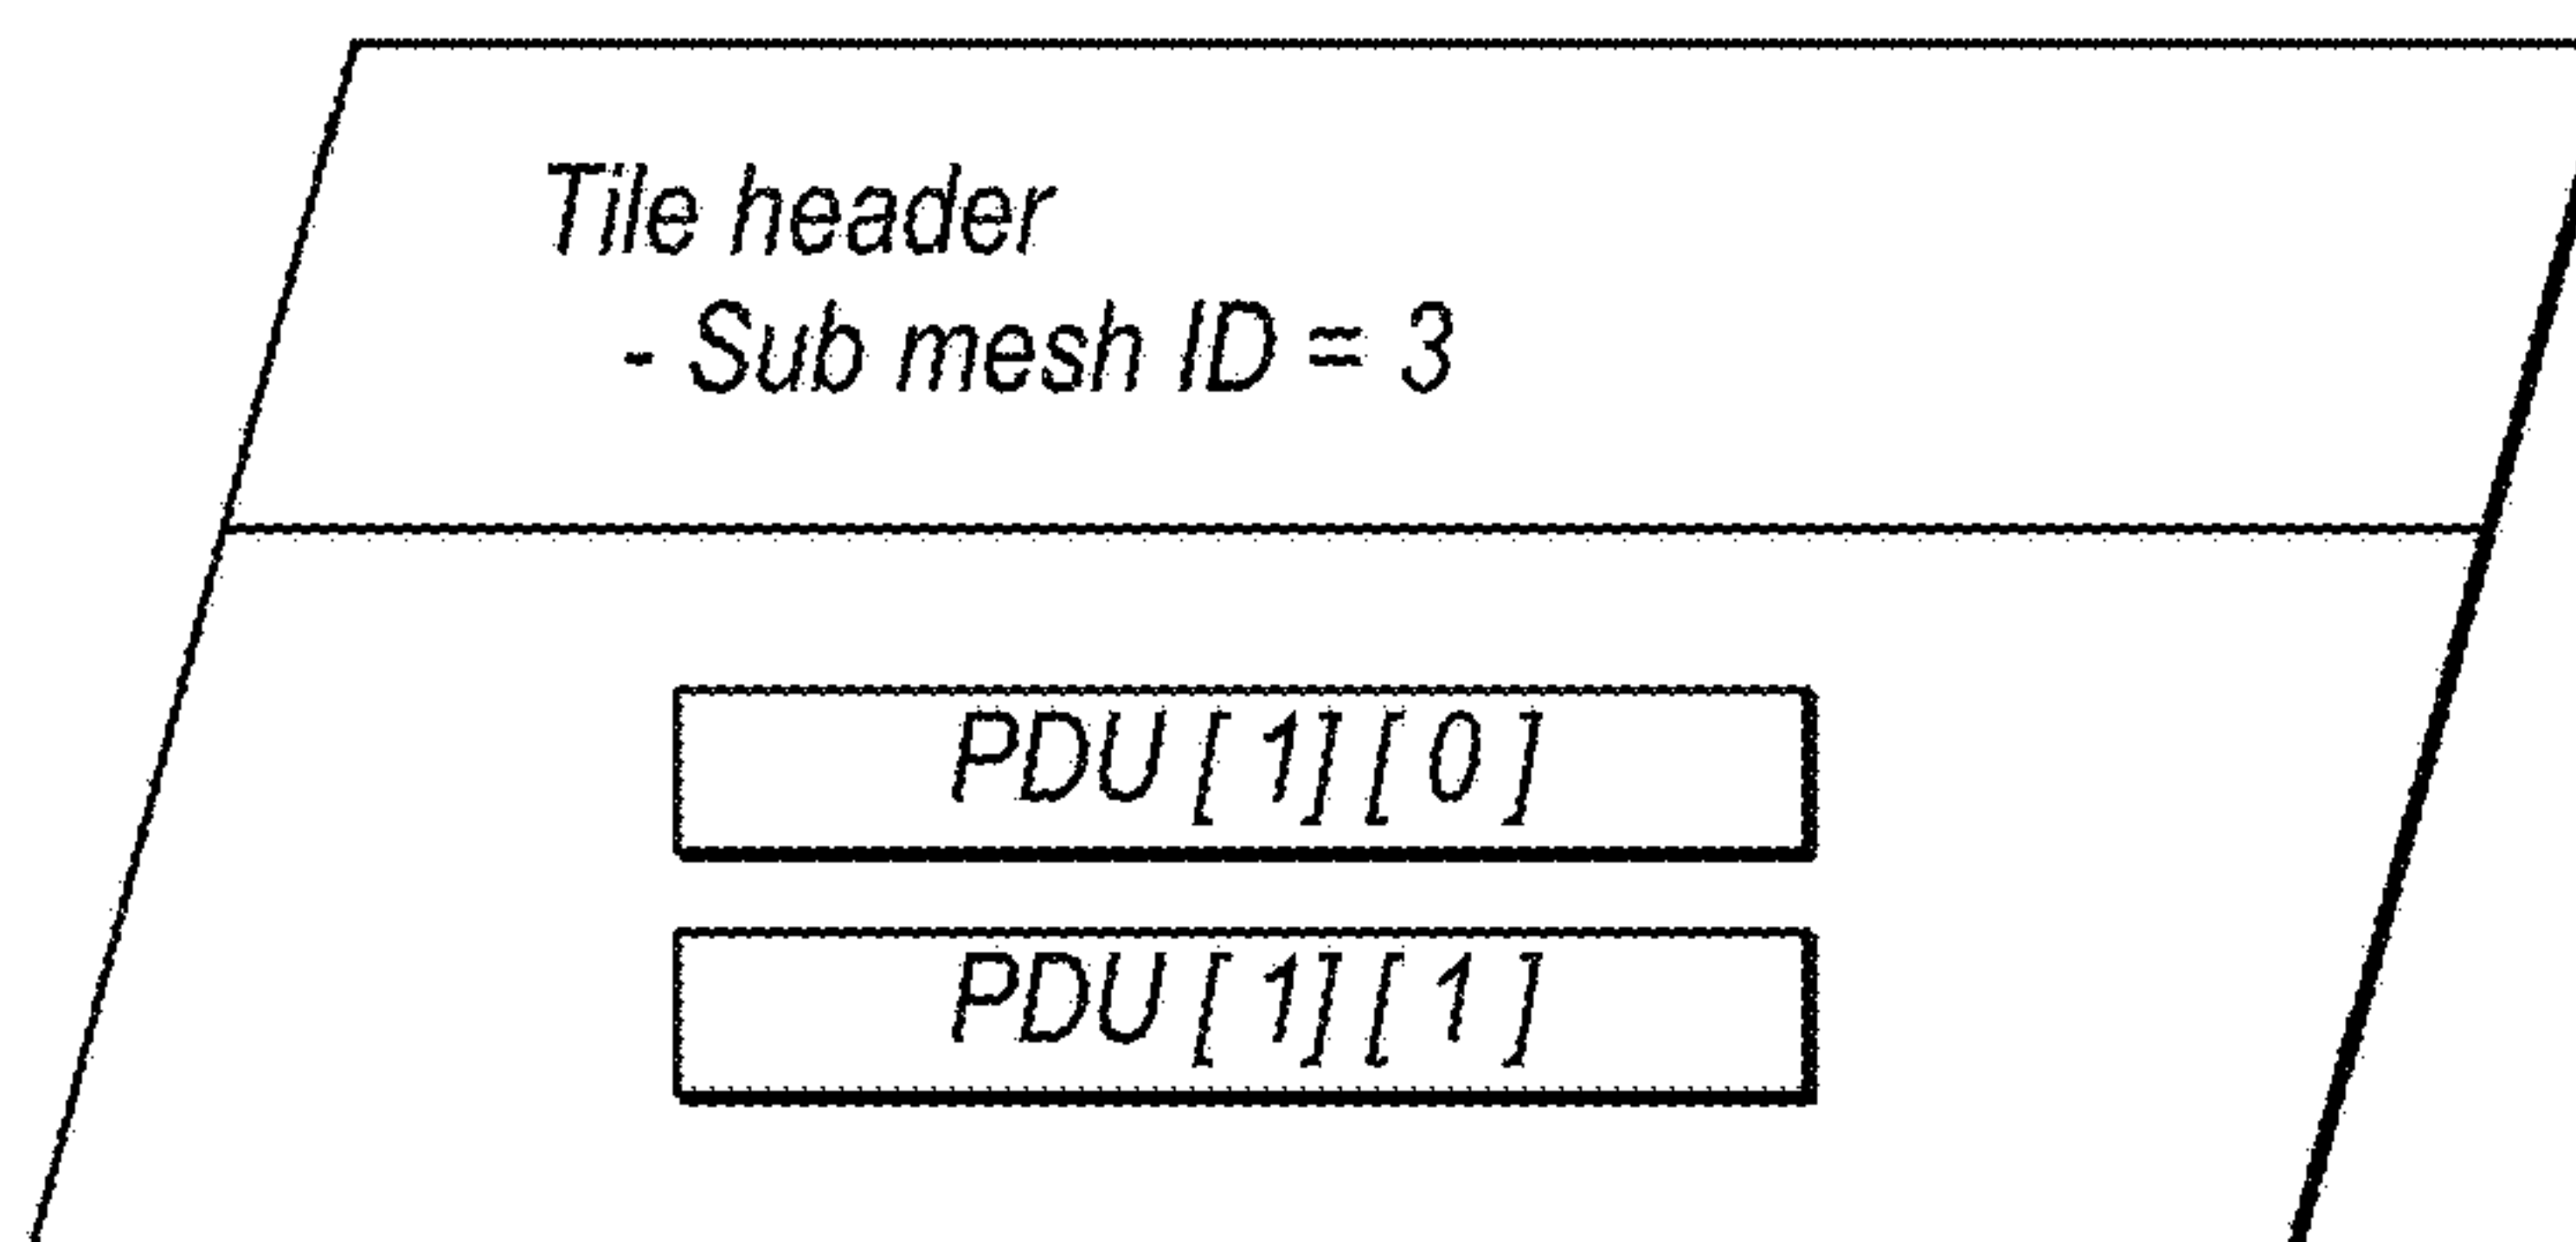 Tile header
- Sub mesh ID = 3
PDU [ 1] [ 0 ]
PDU [ 1] [ 1 ]